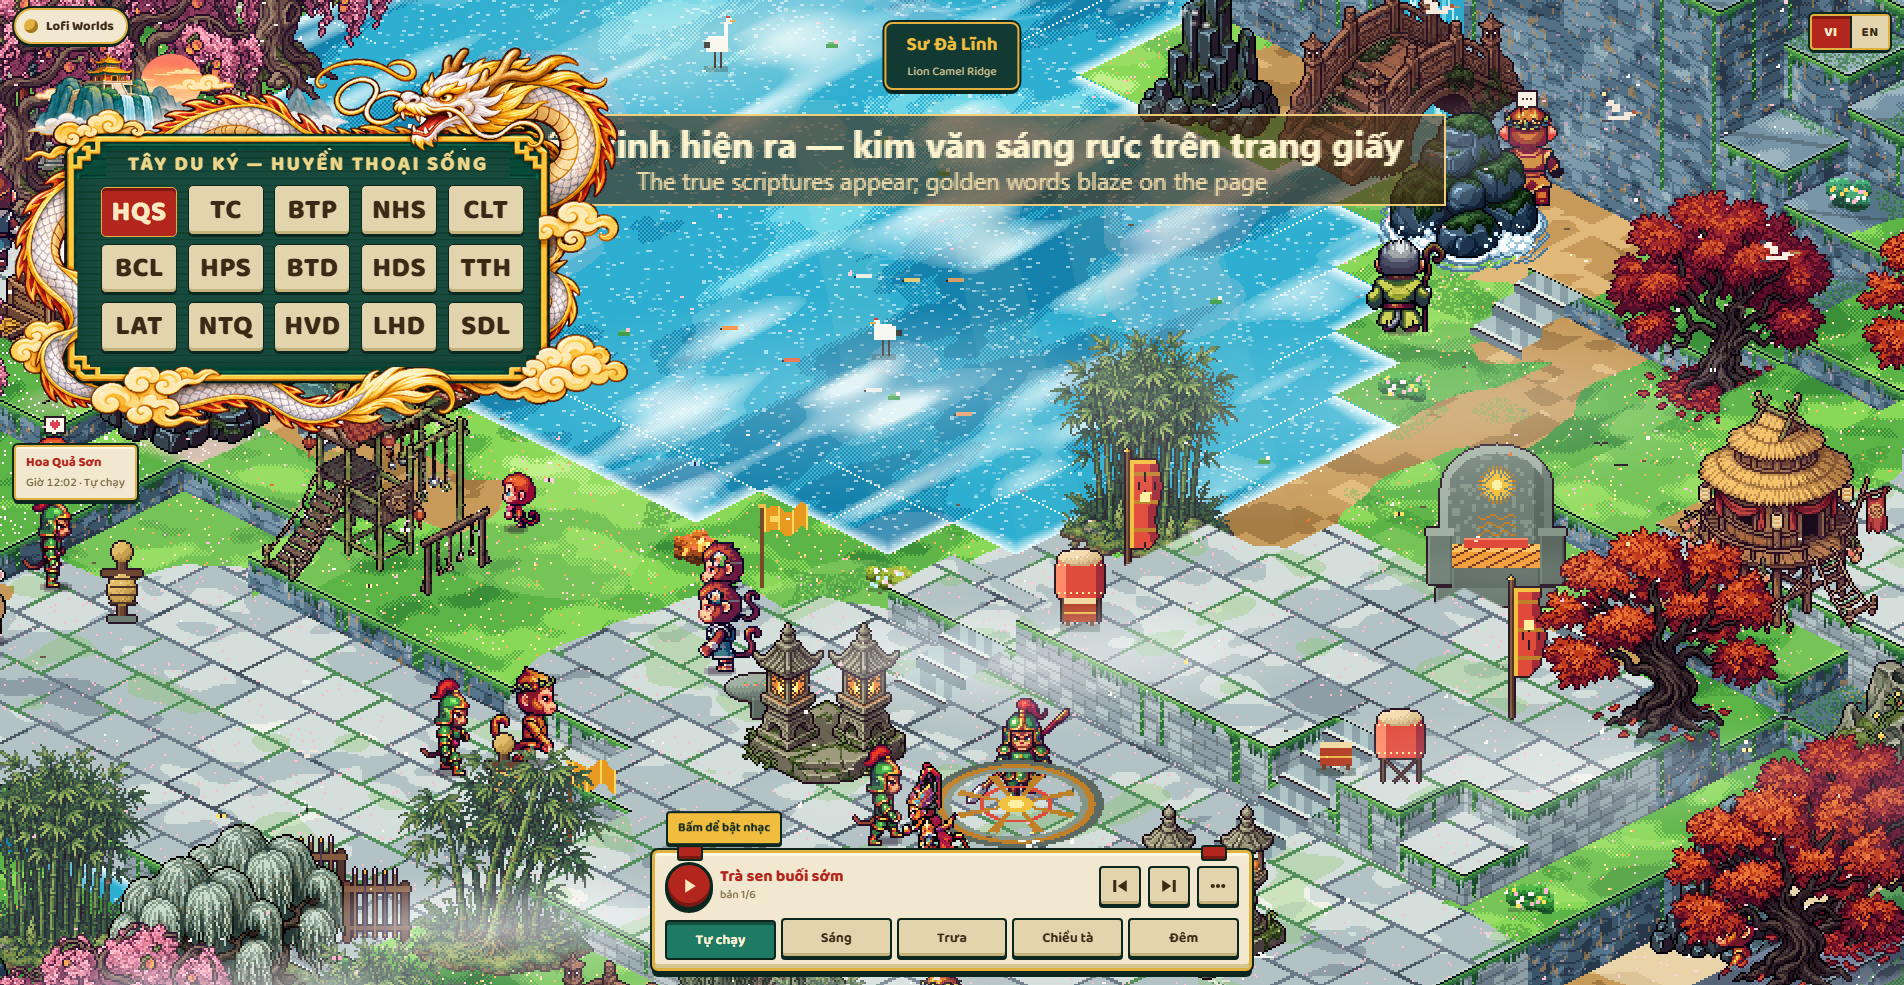 Lofi Worlds
Sư Đà Lĩnh
Lion Camel Ridge
VI EN
inh hiện ra — kim văn sáng rực trên trang giấy
The true scriptures appear; golden words blaze on the page
TÂY DU KÝ — HUYỀN THOẠI SỐNG
HQS TC BTP NHS CLT
BCL HPS BTD HDS TTH
LAT NTQ HVD LHD SDL
Hoa Quả Sơn
Giờ 12:02 · Tự chạy
Bấm để bật nhạc
Trà sen buổi sớm
bản 1/6
Tự chạy Sáng Trưa Chiều tà Đêm